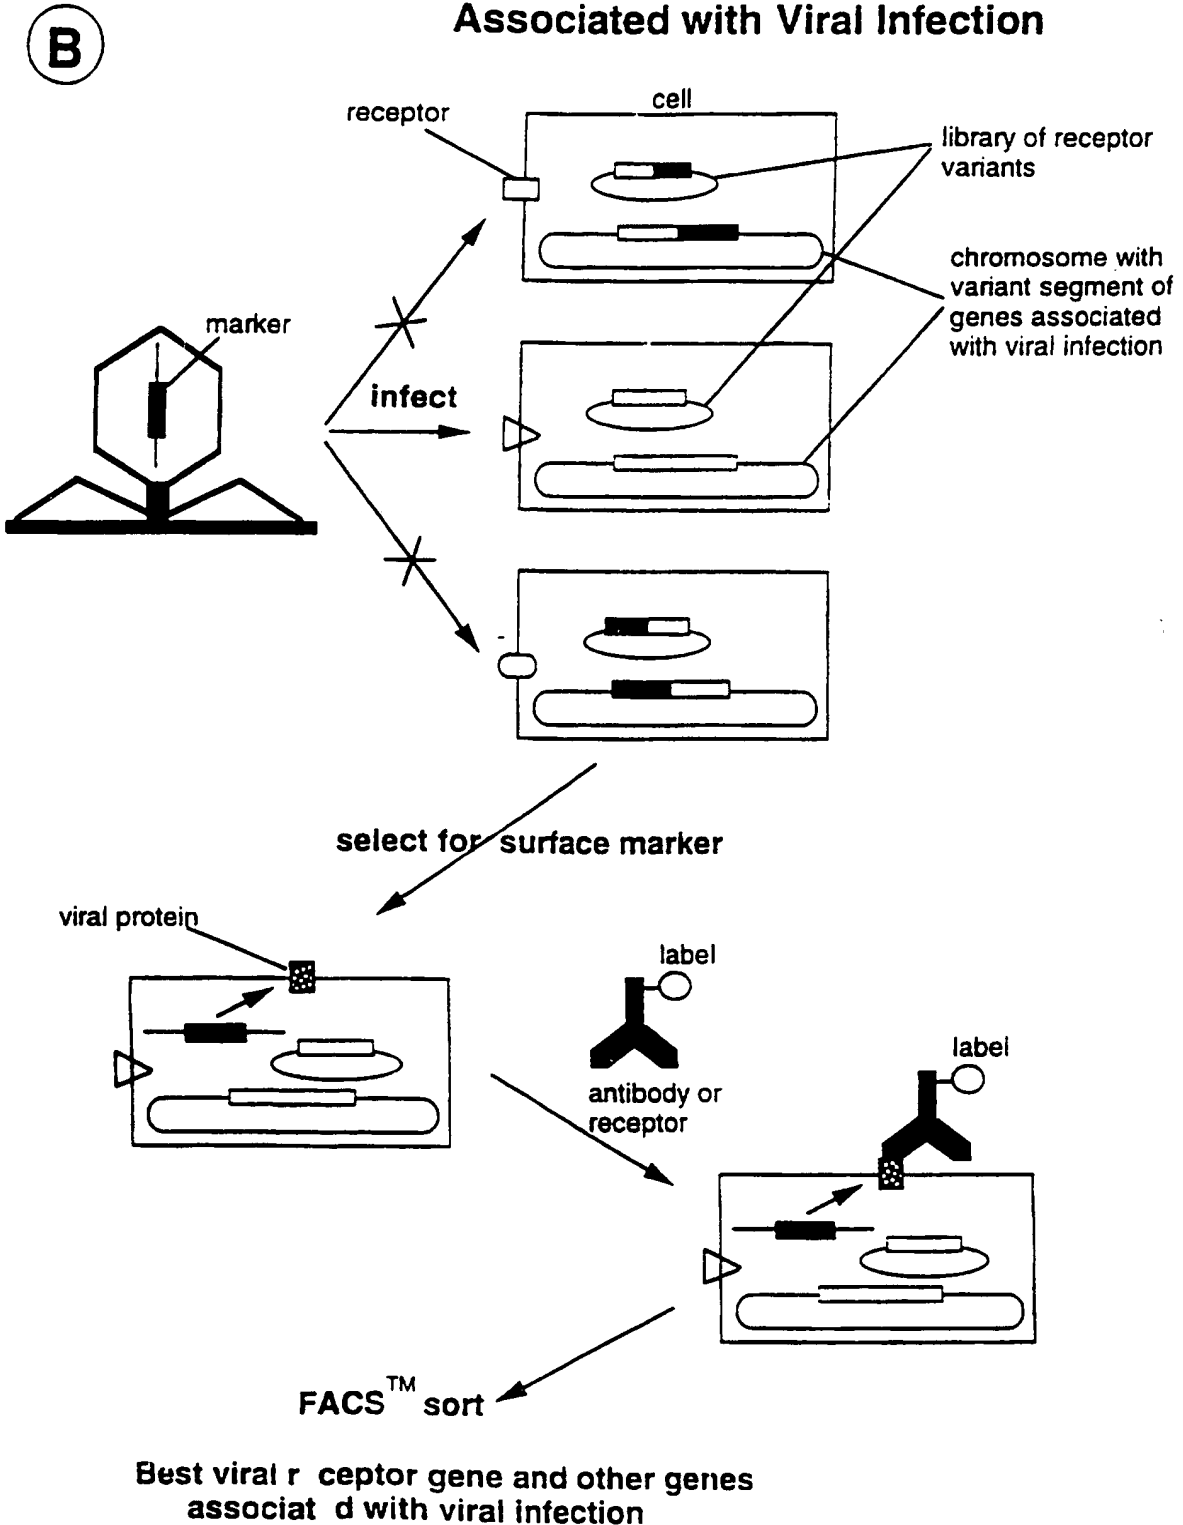 B
Associated with Viral Infection
cell
receptor
library of receptor
variants
chromosome with
variant segment of
genes associated
with viral infection
marker
infect
select for surface marker
viral protein
label
antibody or
receptor
label
FACS™ sort
Best viral r ceptor gene and other genes
associat d with viral infection